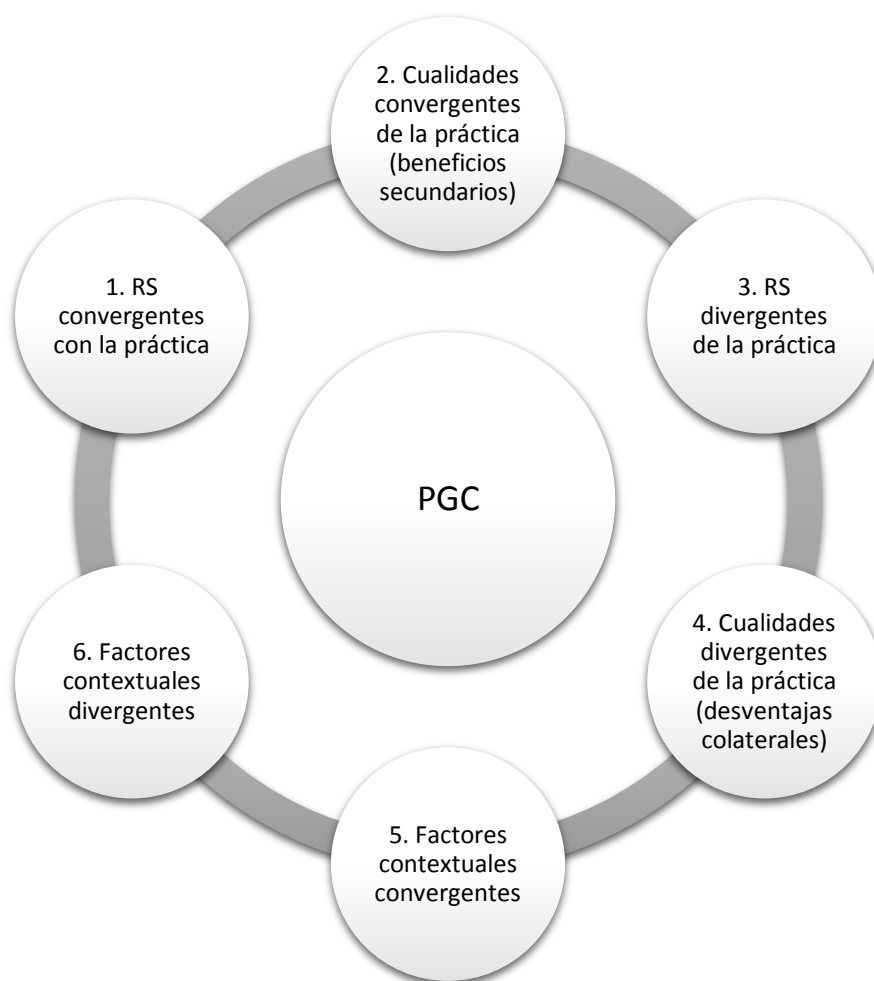 2. Cualidades
convergentes
de la práctica
(beneficios
secundarios)
1. RS
convergentes
con la práctica
3. RS
divergentes
de la práctica
PGC
6. Factores
contextuales
divergentes
4. Cualidades
divergentes
de la práctica
(desventajas
colaterales)
5. Factores
contextuales
convergentes